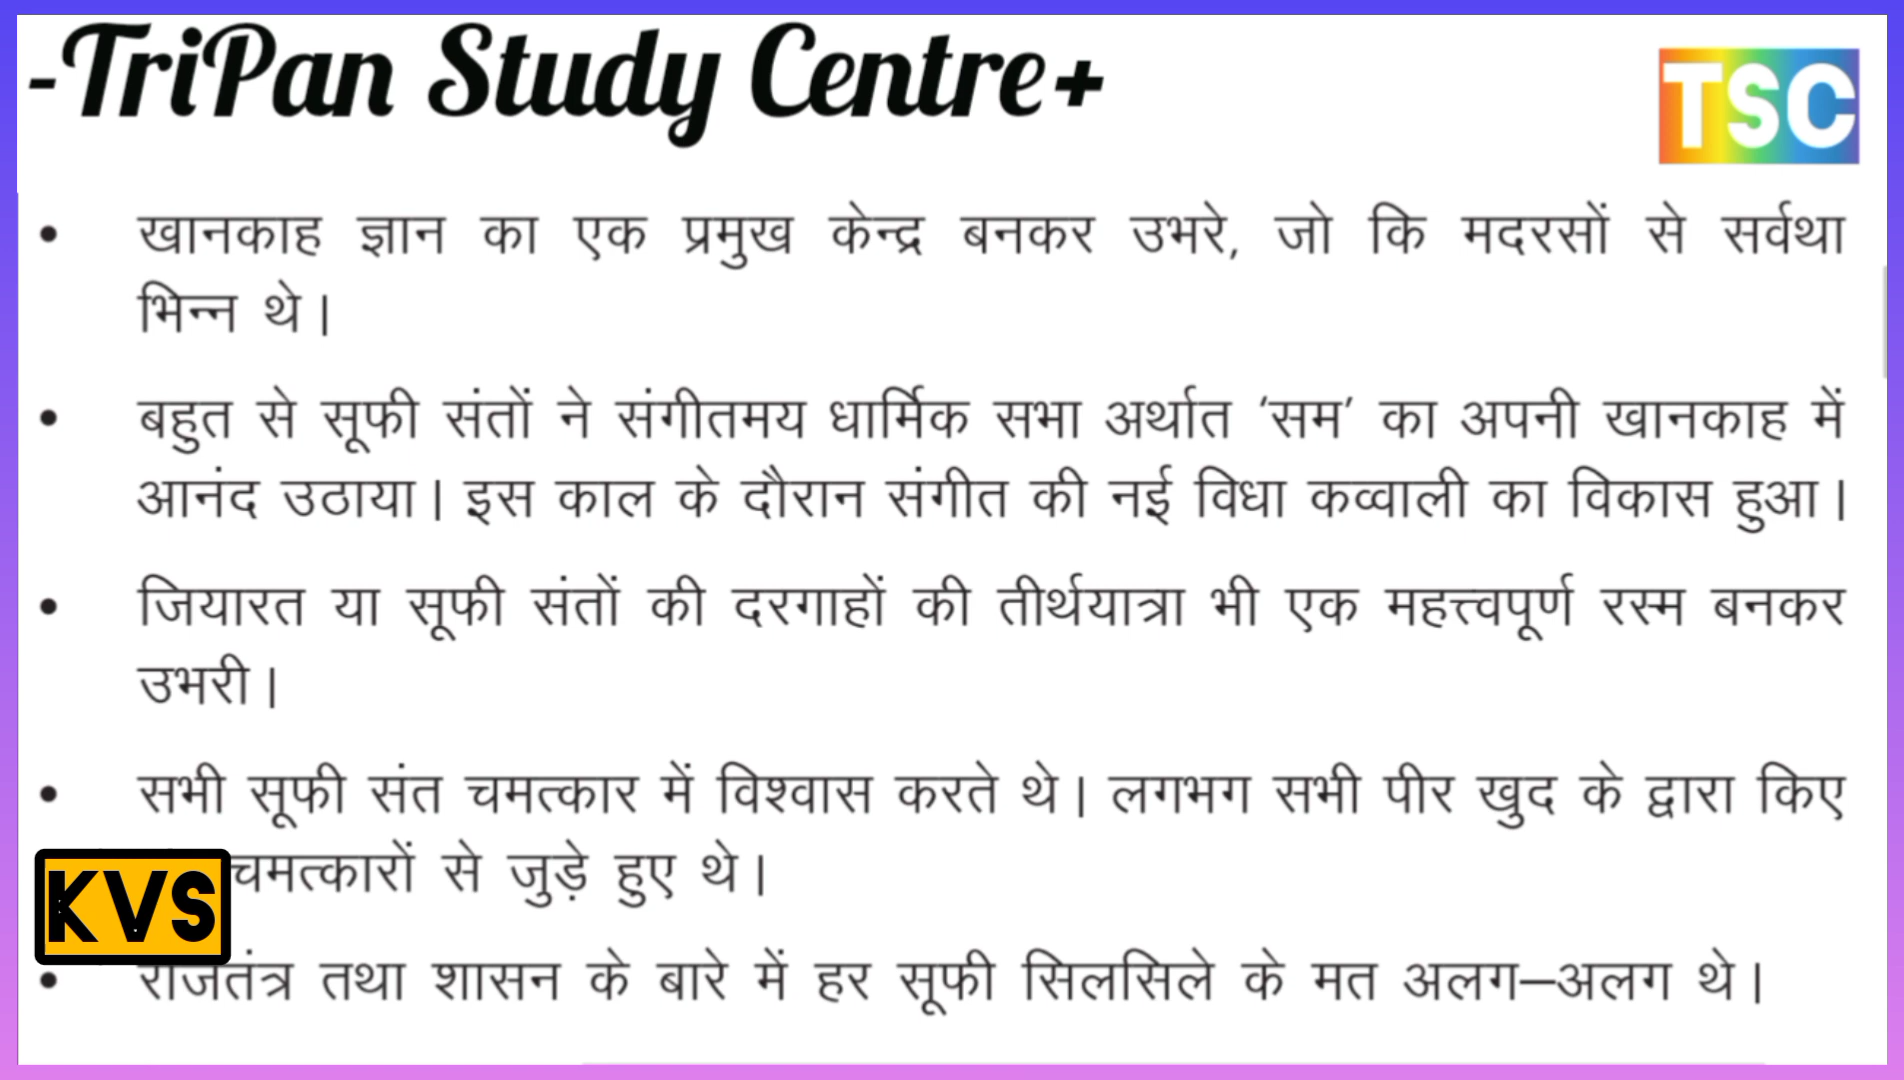 -TriPan Study Centre+
TSC
• खानकाह ज्ञान का एक प्रमुख केन्द्र बनकर उभरे, जो कि मदरसों से सर्वथा
भिन्न थे।
• बहुत से सूफी संतों ने संगीतमय धार्मिक सभा अर्थात ‘सम’ का अपनी खानकाह में
आनंद उठाया। इस काल के दौरान संगीत की नई विधा कव्वाली का विकास हुआ।
• जियारत या सूफी संतों की दरगाहों की तीर्थयात्रा भी एक महत्त्वपूर्ण रस्म बनकर
उभरी।
• सभी सूफी संत चमत्कार में विश्वास करते थे। लगभग सभी पीर खुद के द्वारा किए
चमत्कारों से जुड़े हुए थे।
KVS
• राजतंत्र तथा शासन के बारे में हर सूफी सिलसिले के मत अलग–अलग थे।